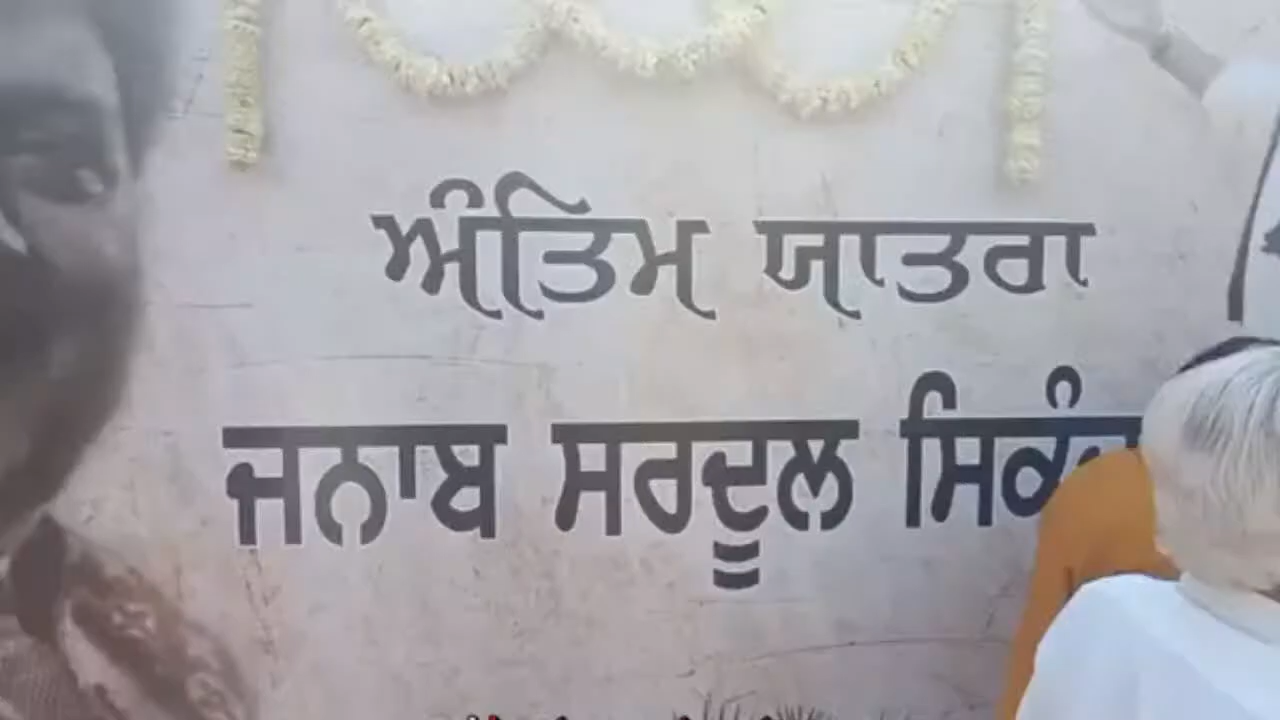 ਅੰਤਿਮ ਯਾਤਰਾ
ਜਨਾਬ ਸਰਦੂਲ